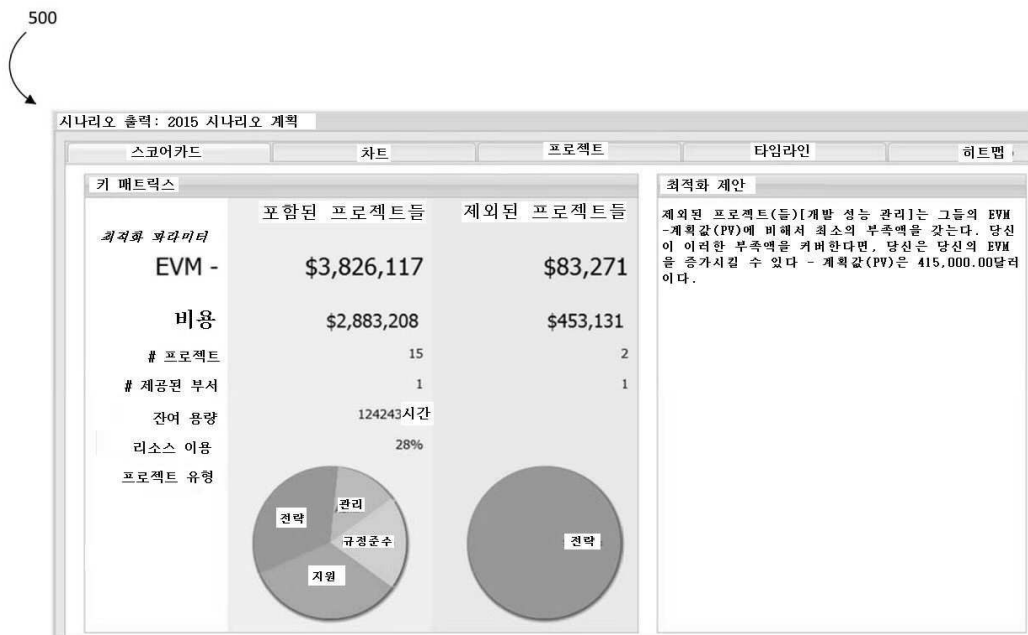 500
시나리오 출력: 2015 시나리오 계획
스코어카드 차트 프로젝트 타임라인 히트맵
키 매트릭스
포함된 프로젝트들 제외된 프로젝트들
최적화 파라미터
EVM - $3,826,117 $83,271
비용 $2,883,208 $453,131
# 프로젝트 15 2
# 제공된 부서 1 1
잔여 용량 124243시간
리소스 이용 28%
프로젝트 유형
전략
관리
규정준수
지원
전략
최적화 제안
제외된 프로젝트(들)[개발 성능 관리]는 그들의 EVM
-계획값(PV)에 비해서 최소의 부족액을 갖는다. 당신
이 이러한 부족액을 커버한다면, 당신은 당신의 EVM
을 증가시킬 수 있다 - 계획값(PV)은 415,000.00달러
이다.